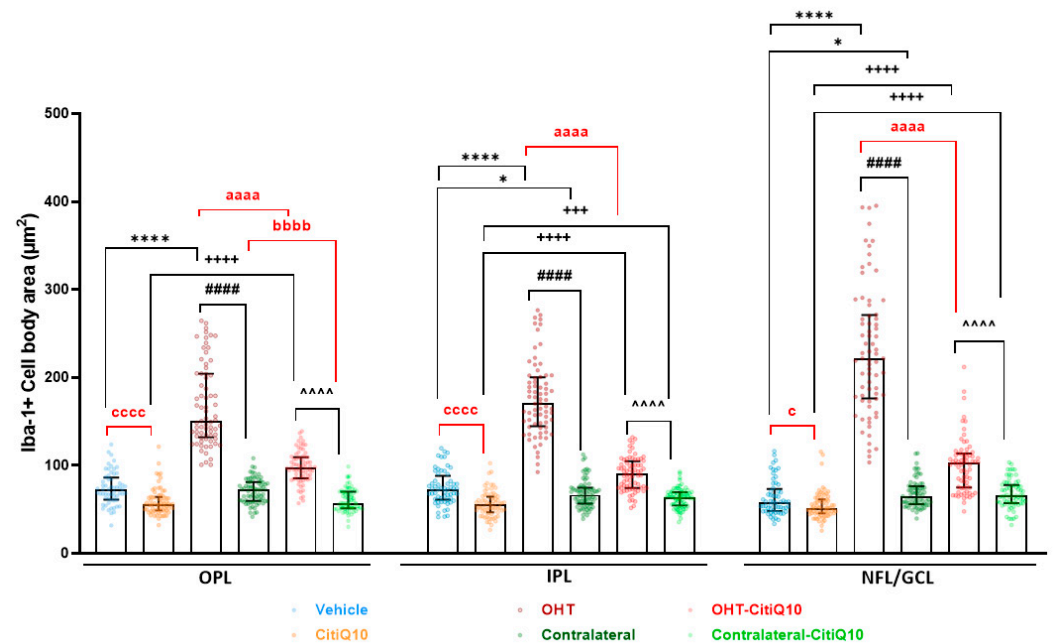 ****
*
++++
++++
aaaa
####
^^^^
c
aaaa
****
*
+++
++++
####
^^^^
cccc
aaaa
bbbb
****
++++
####
^^^^
cccc
Iba-1+ Cell body area (µm²)
500
400
300
200
100
0
OPL IPL NFL/GCL
Vehicle OHT OHT-CitiQ10
CitiQ10 Contralateral Contralateral-CitiQ10